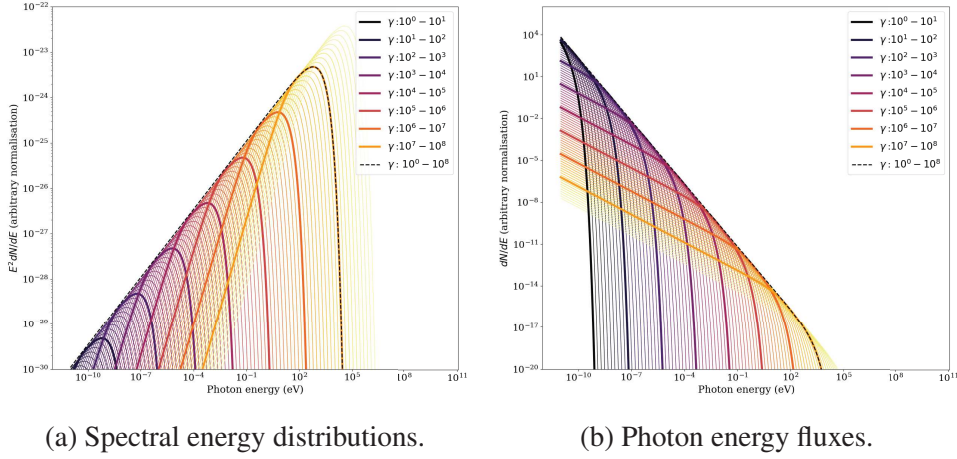 10⁻²²
10⁻²³
10⁻²⁴
10⁻²⁵
10⁻²⁶
10⁻²⁷
10⁻²⁸
10⁻²⁹
10⁻³⁰
E²dN/dE (arbitrary normalisation)
10⁻¹⁰ 10⁻⁷ 10⁻⁴ 10⁻¹ 10² 10⁵ 10⁸ 10¹¹
Photon energy (eV)
γ :10⁰ − 10¹
γ :10¹ − 10²
γ :10² − 10³
γ :10³ − 10⁴
γ :10⁴ − 10⁵
γ :10⁵ − 10⁶
γ :10⁶ − 10⁷
γ :10⁷ − 10⁸
γ : 10⁰ − 10⁸
(a) Spectral energy distributions.
10⁴
10¹
10⁻²
10⁻⁵
10⁻⁸
10⁻¹¹
10⁻¹⁴
10⁻¹⁷
10⁻²⁰
dN/dE (arbitrary normalisation)
10⁻¹⁰ 10⁻⁷ 10⁻⁴ 10⁻¹ 10² 10⁵ 10⁸ 10¹¹
Photon energy (eV)
γ :10⁰ − 10¹
γ :10¹ − 10²
γ :10² − 10³
γ :10³ − 10⁴
γ :10⁴ − 10⁵
γ :10⁵ − 10⁶
γ :10⁶ − 10⁷
γ :10⁷ − 10⁸
γ : 10⁰ − 10⁸
(b) Photon energy fluxes.